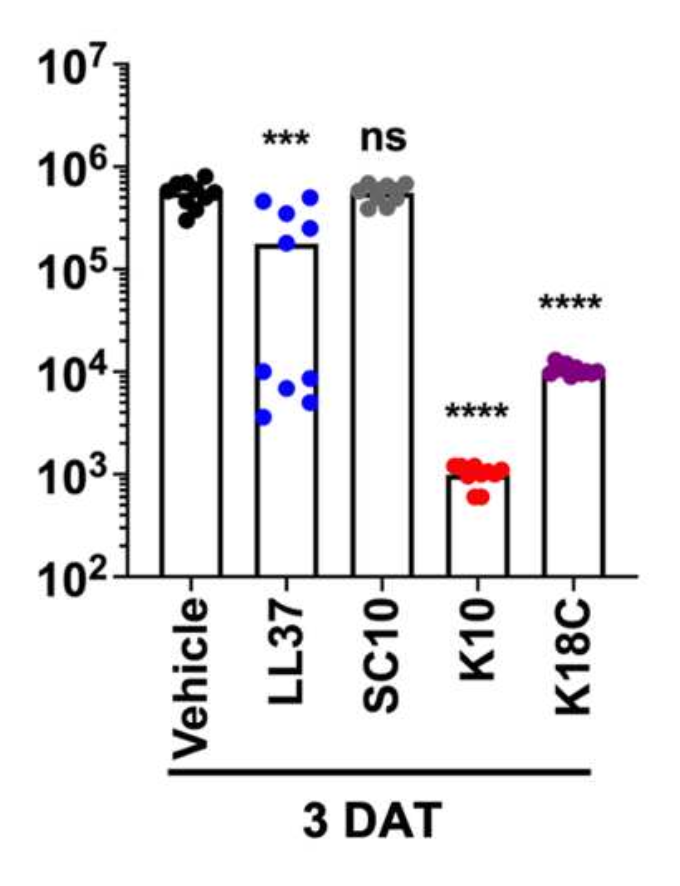 10⁷
10⁶
10⁵
10⁴
10³
10²
***
ns
****
****
Vehicle
LL37
SC10
K10
K18C
3 DAT